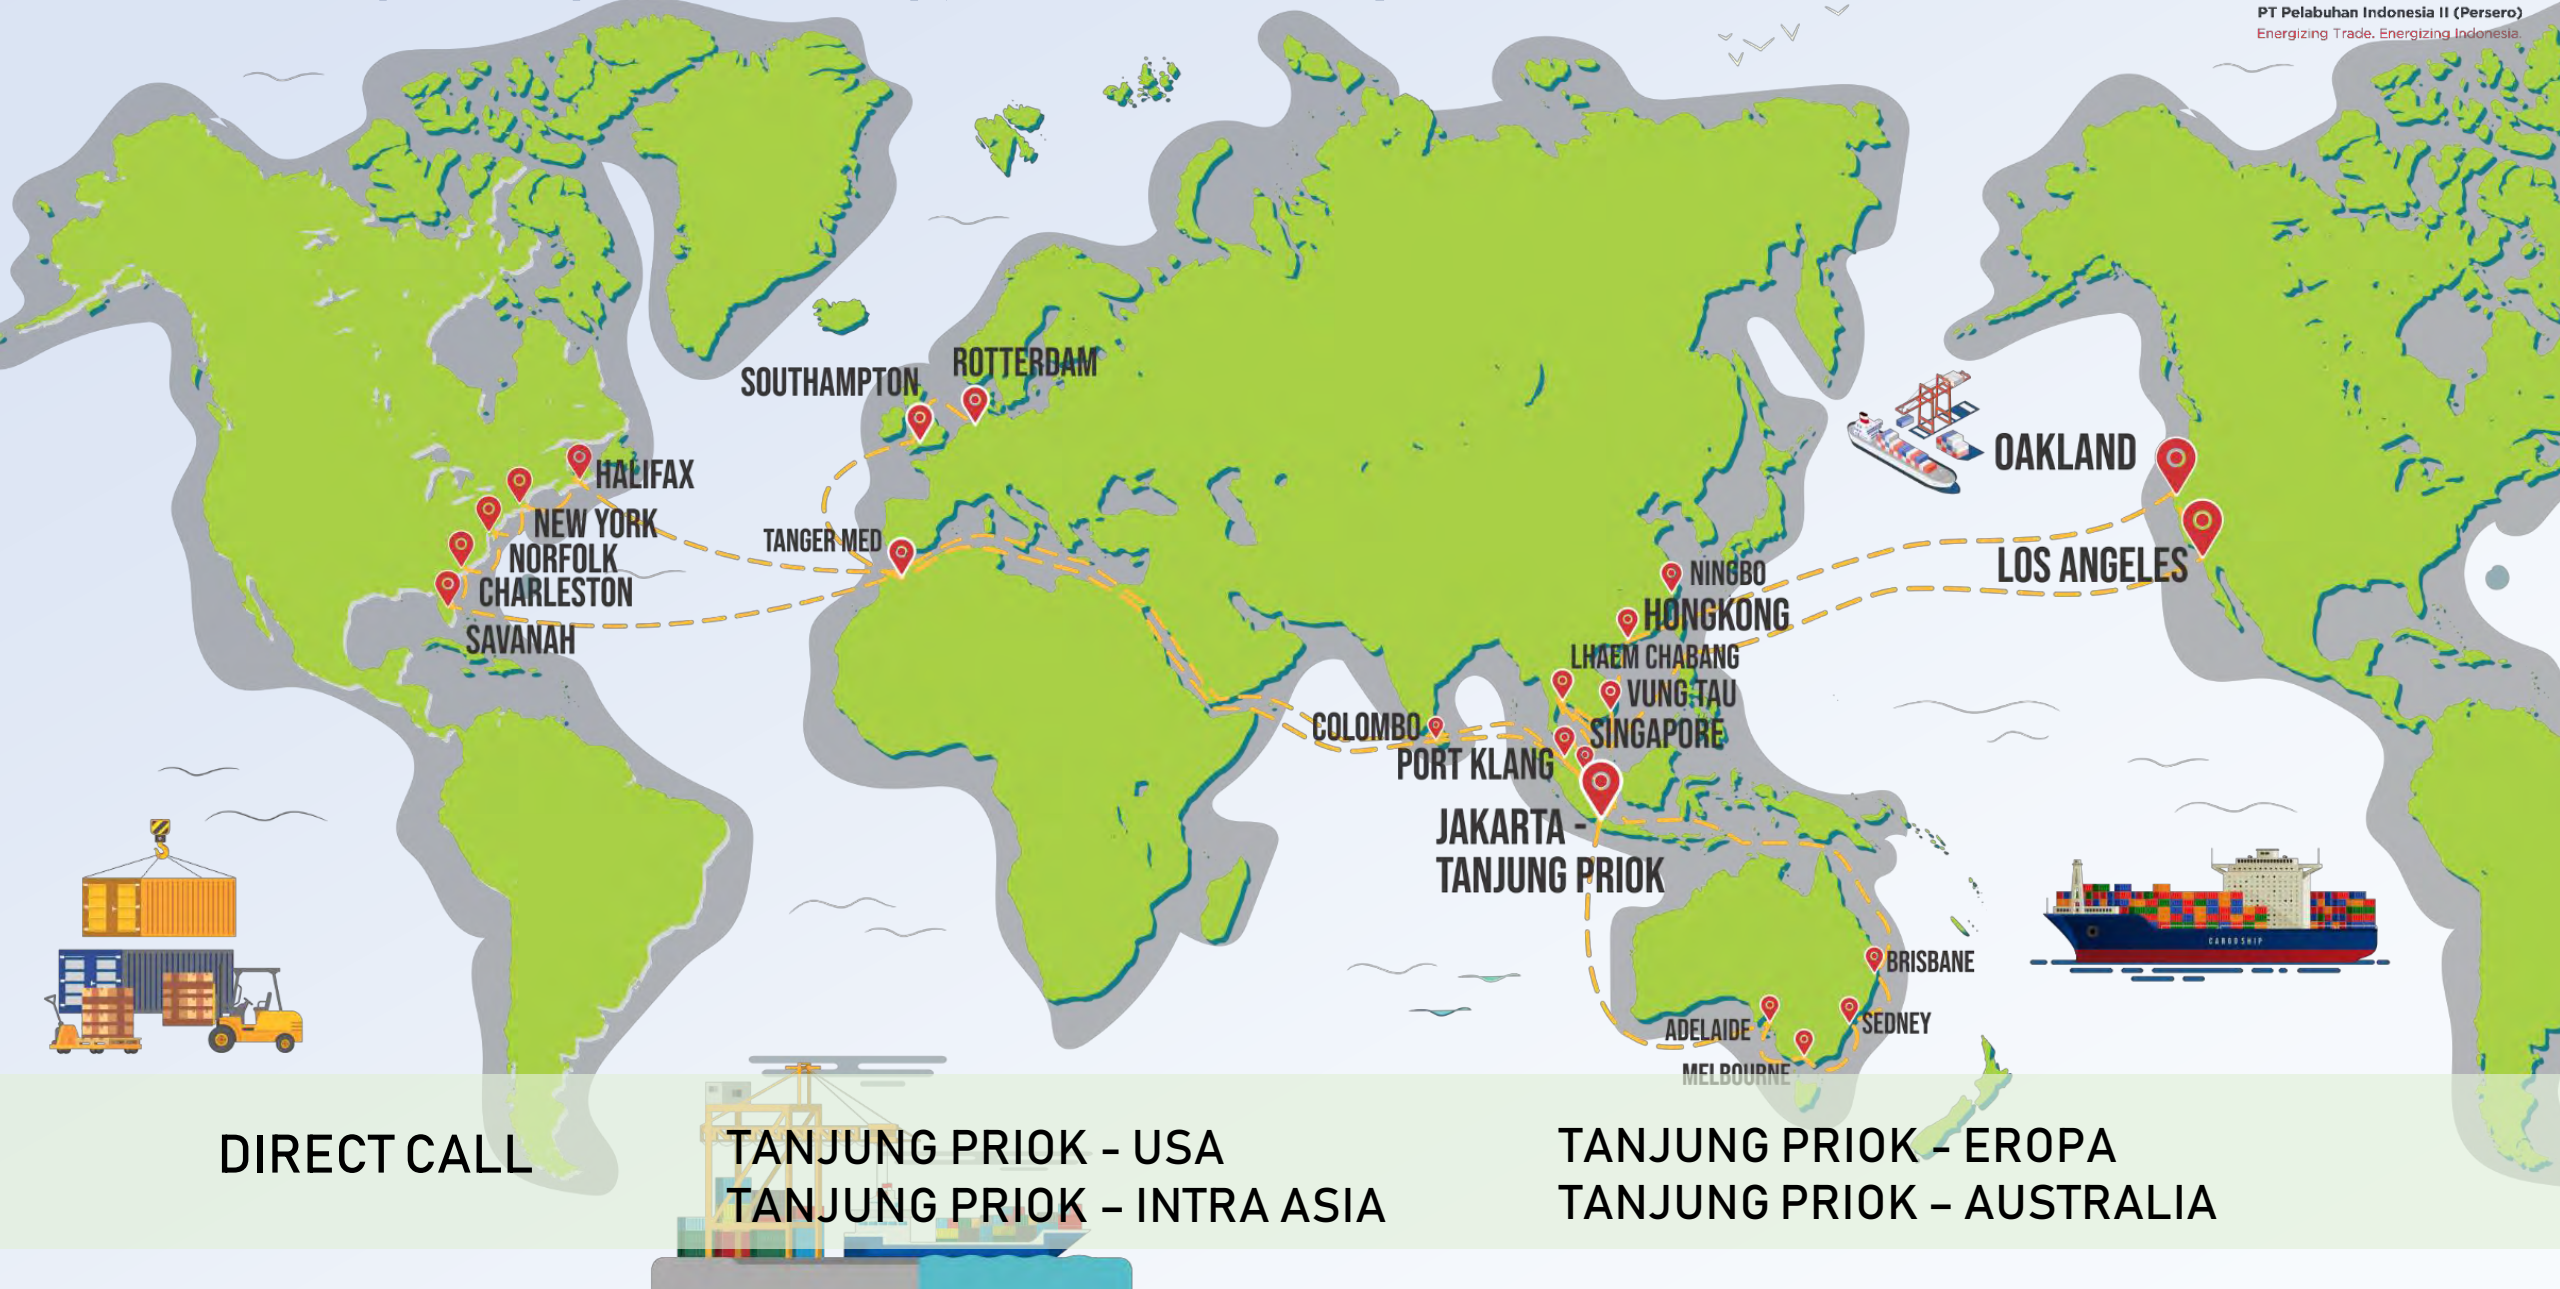 PT Pelabuhan Indonesia II (Persero)
Energizing Trade. Energizing Indonesia.
ROTTERDAM
SOUTHAMPTON
OAKLAND
HALIFAX
NEW YORK
TANGER MED
NORFOLK
LOS ANGELES
NINGBO
CHARLESTON
HONGKONG
SAVANAH
LHAEM CHABANG
VUNG TAU
COLOMBO
SINGAPORE
PORT KLANG
JAKARTA -
TANJUNG PRIOK
CARGO SHIP
BRISBANE
ADELAIDE
SEDNEY
MELBOURNE
DIRECT CALL
TANJUNG PRIOK - USA
TANJUNG PRIOK – INTRA ASIA
TANJUNG PRIOK – EROPA
TANJUNG PRIOK – AUSTRALIA